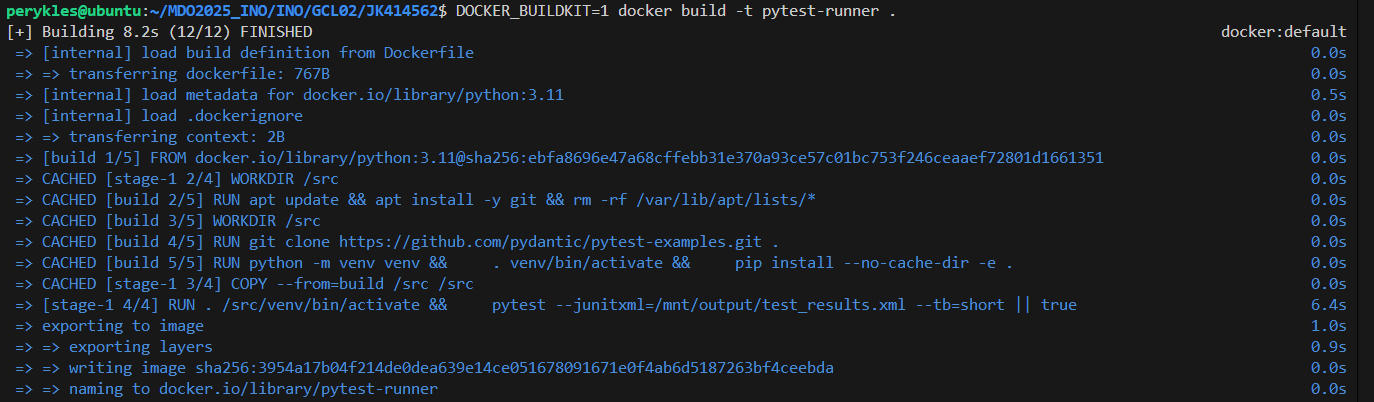 perykles@ubuntu:~/MDO2025_INO/INO/GCL02/JK414562$ DOCKER_BUILDKIT=1 docker build -t pytest-runner .
[+] Building 8.2s (12/12) FINISHED docker:default
=> [internal] load build definition from Dockerfile 0.0s
=> => transferring dockerfile: 767B 0.0s
=> [internal] load metadata for docker.io/library/python:3.11 0.5s
=> [internal] load .dockerignore 0.0s
=> => transferring context: 2B 0.0s
=> [build 1/5] FROM docker.io/library/python:3.11@sha256:ebfa8696e47a68cffebb31e370a93ce57c01bc753f246ceaaef72801d1661351 0.0s
=> CACHED [stage-1 2/4] WORKDIR /src 0.0s
=> CACHED [build 2/5] RUN apt update && apt install -y git && rm -rf /var/lib/apt/lists/* 0.0s
=> CACHED [build 3/5] WORKDIR /src 0.0s
=> CACHED [build 4/5] RUN git clone https://github.com/pydantic/pytest-examples.git . 0.0s
=> CACHED [build 5/5] RUN python -m venv venv &&     . venv/bin/activate &&     pip install --no-cache-dir -e . 0.0s
=> CACHED [stage-1 3/4] COPY --from=build /src /src 0.0s
=> [stage-1 4/4] RUN . /src/venv/bin/activate &&     pytest --junitxml=/mnt/output/test_results.xml --tb=short || true 6.4s
=> exporting to image 1.0s
=> => exporting layers 0.9s
=> => writing image sha256:3954a17b04f214de0dea639e14ce051678091671e0f4ab6d5187263bf4ceebda 0.0s
=> => naming to docker.io/library/pytest-runner 0.0s